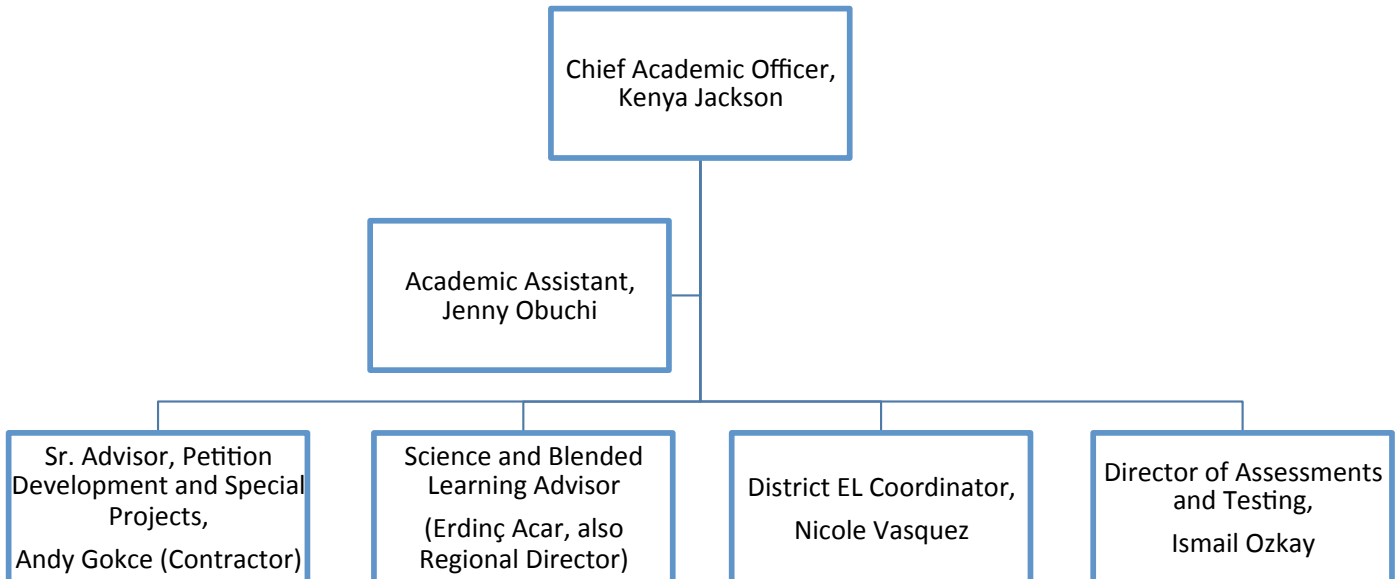 Chief Academic Officer,
Kenya Jackson
Academic Assistant,
Jenny Obuchi
Sr. Advisor, Petition
Development and Special
Projects,
Andy Gokce (Contractor)
Science and Blended
Learning Advisor
(Erdinç Acar, also
Regional Director)
District EL Coordinator,
Nicole Vasquez
Director of Assessments
and Testing,
Ismail Ozkay